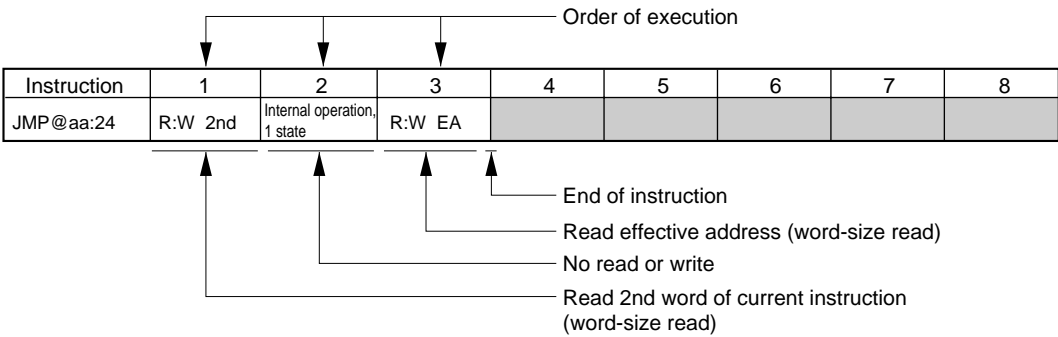 Order of execution
Instruction 1 2 3 4 5 6 7 8
JMP@aa:24 R:W 2nd Internal operation, 1 state R:W EA
End of instruction
Read effective address (word-size read)
No read or write
Read 2nd word of current instruction
(word-size read)